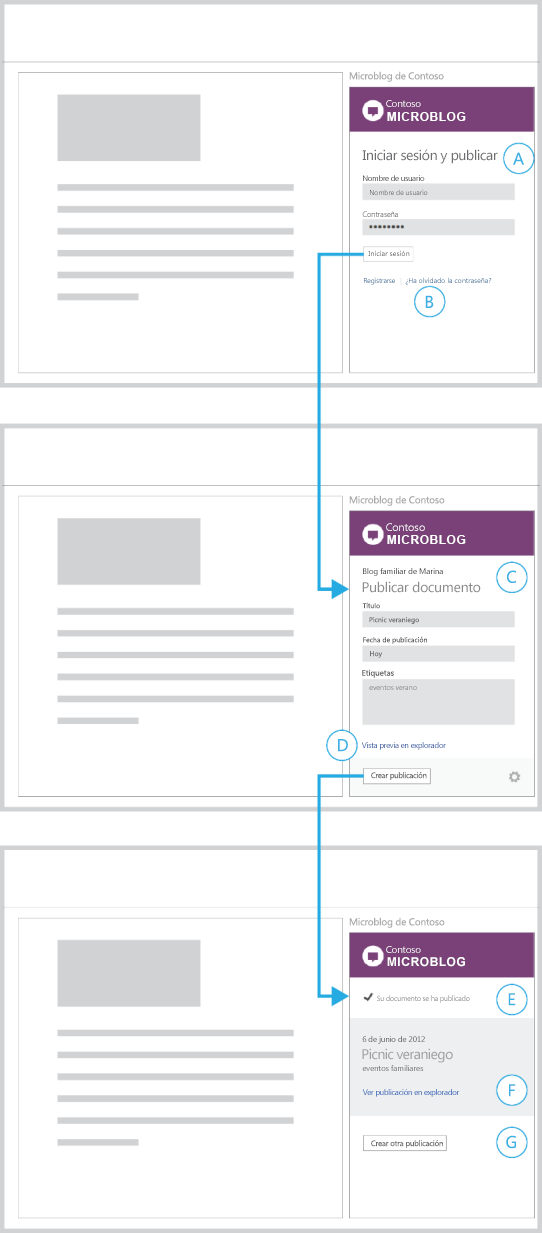 Microblog de Contoso
Contoso
MICROBLOG
Iniciar sesión y publicar
A
Nombre de usuario
Nombre de usuario
Contraseña
••••••••
Iniciar sesión
Registrarse | ¿Ha olvidado la contraseña?
B
Microblog de Contoso
Contoso
MICROBLOG
Blog familiar de Marina
C
Publicar documento
Título
Picnic veraniego
Fecha de publicación
Hoy
Etiquetas
eventos verano
D
Vista previa en explorador
Crear publicación
Microblog de Contoso
Contoso
MICROBLOG
Su documento se ha publicado
E
6 de junio de 2012
Picnic veraniego
eventos familiares
Ver publicación en explorador
F
Crear otra publicación
G